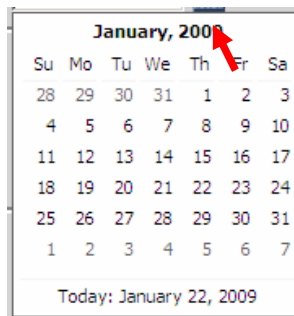 January, 2009
Su Mo Tu We Th Fr Sa
28 29 30 31 1 2 3
4 5 6 7 8 9 10
11 12 13 14 15 16 17
18 19 20 21 22 23 24
25 26 27 28 29 30 31
1 2 3 4 5 6 7
Today: January 22, 2009